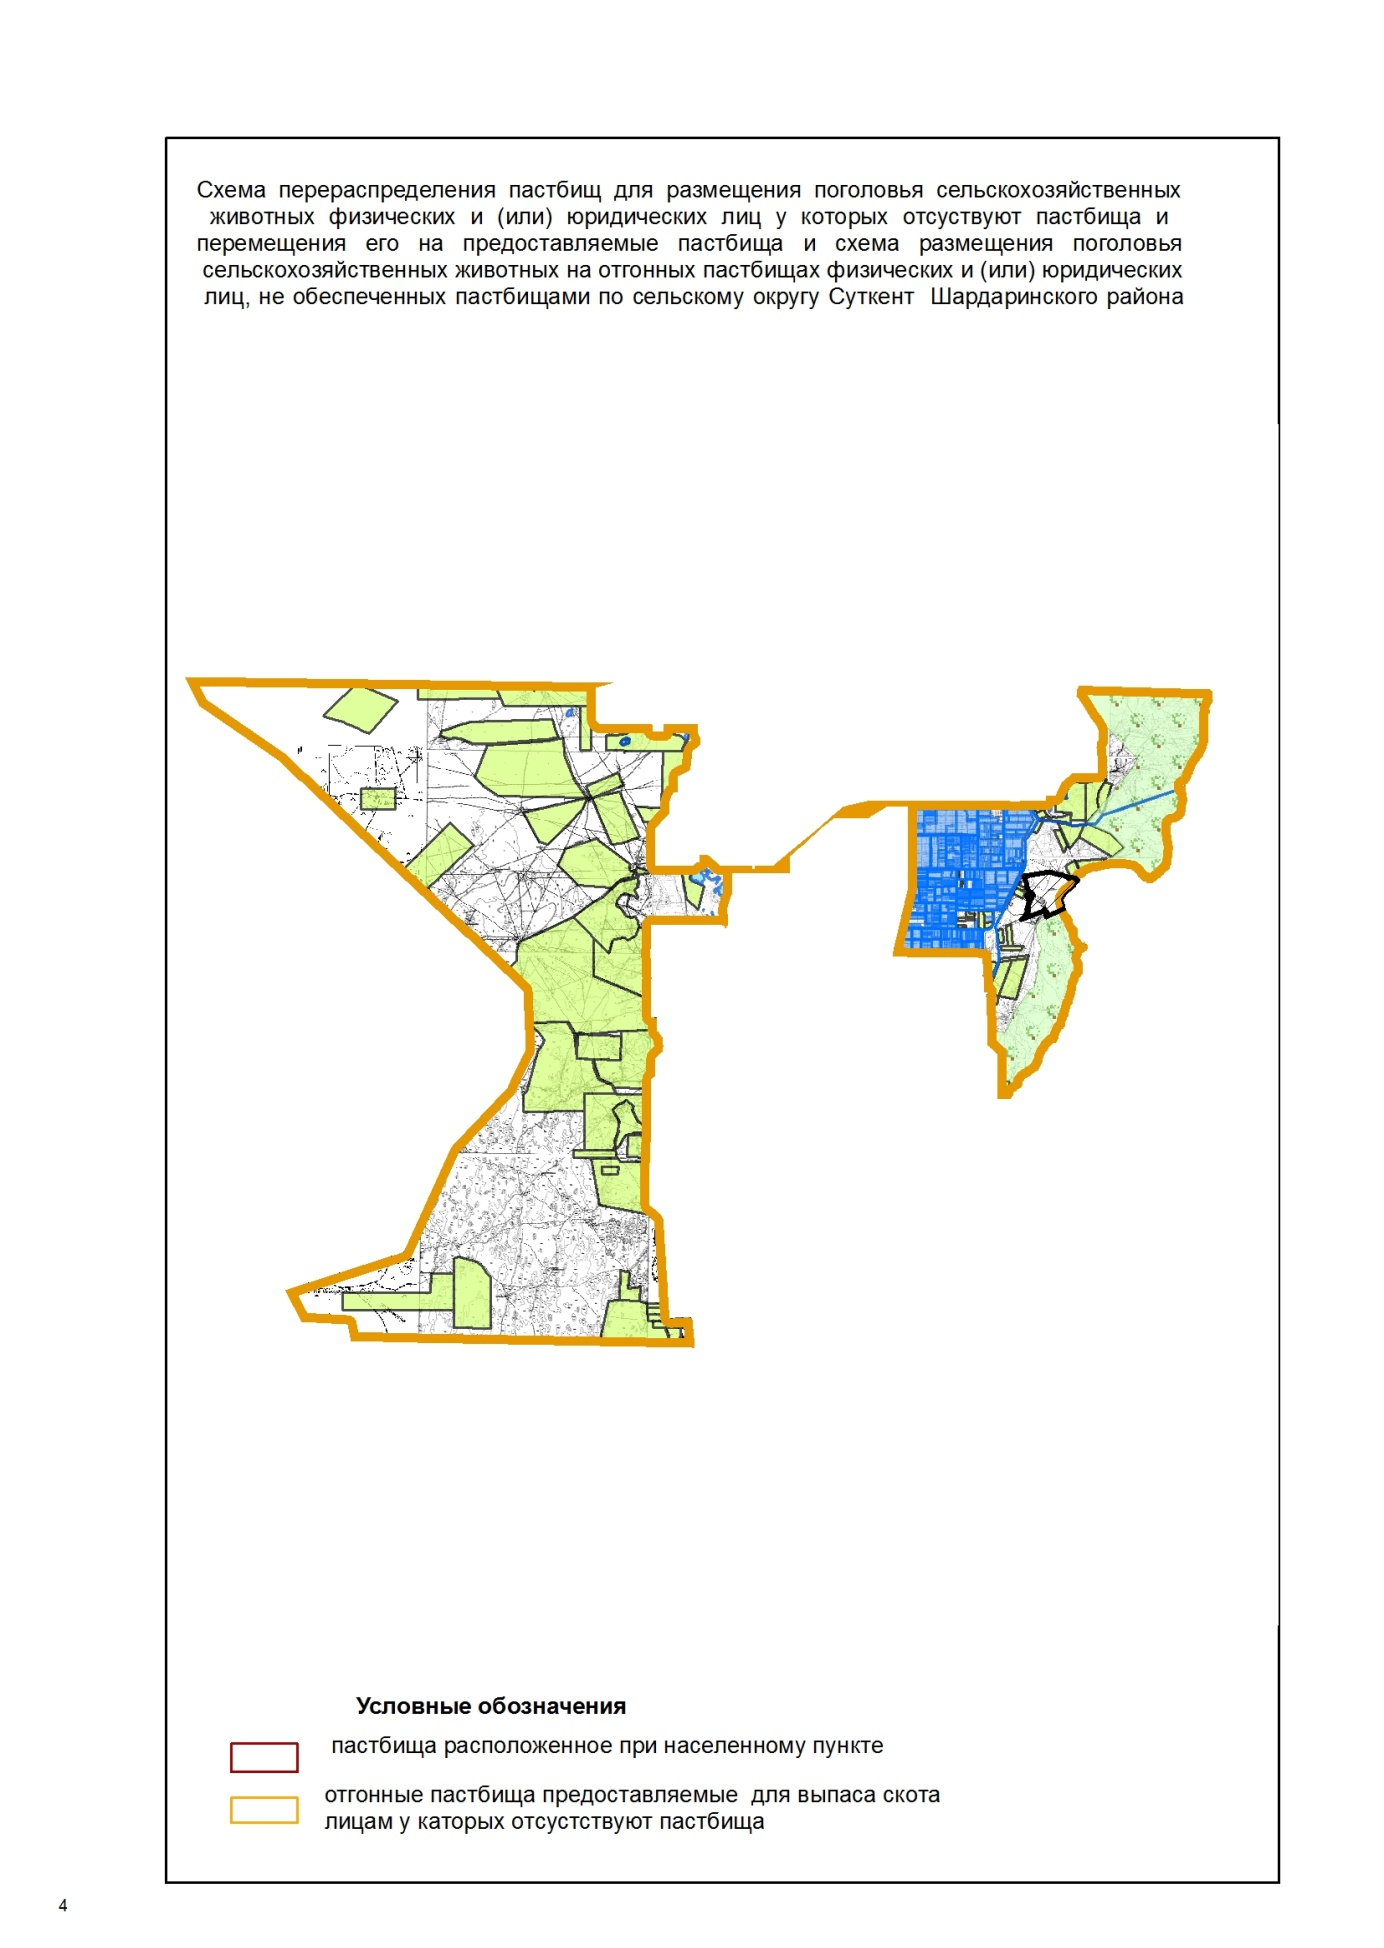 Схема перераспределения пастбищ для размещения поголовья сельскохозяйственных
животных физических и (или) юридических лиц у которых отсуствуют пастбища и
перемещения его на предоставляемые пастбища и схема размещения поголовья
сельскохозяйственных животных на отгонных пастбищах физических и (или) юридических
лиц, не обеспеченных пастбищами по сельскому округу Суткент Шардаринского района
Условные обозначения
пастбища расположенное при населенному пункте
отгонные пастбища предоставляемые для выпаса скота
лицам у каторых отсустствуют пастбища
4